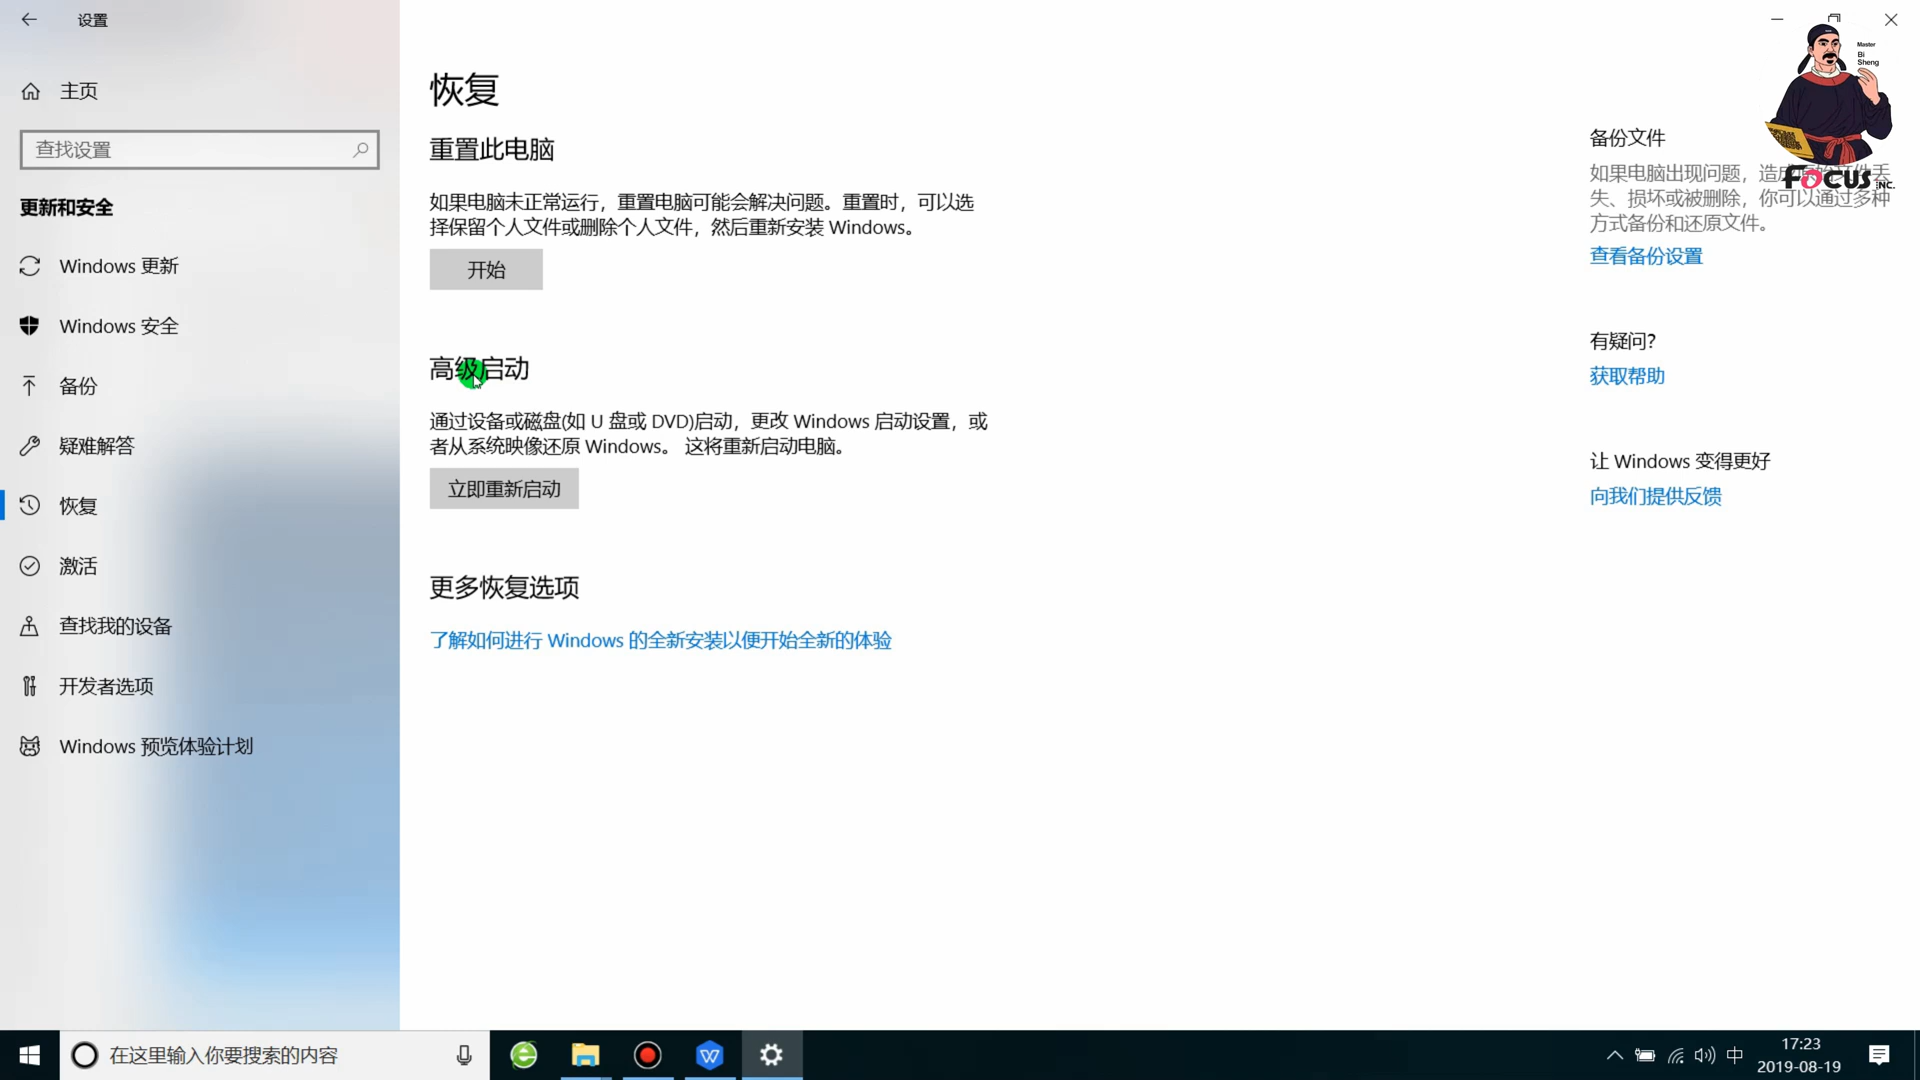 设置
主页
查找设置
更新和安全
Windows 更新
Windows 安全
备份
疑难解答
恢复
激活
查找我的设备
开发者选项
Windows 预览体验计划
恢复
重置此电脑
如果电脑未正常运行，重置电脑可能会解决问题。重置时，可以选
择保留个人文件或删除个人文件，然后重新安装 Windows。
开始
高级启动
通过设备或磁盘(如 U 盘或 DVD)启动，更改 Windows 启动设置，或
者从系统映像还原 Windows。 这将重新启动电脑。
立即重新启动
更多恢复选项
了解如何进行 Windows 的全新安装以便开始全新的体验
Master
Bi
Sheng
FOCUS INC.
备份文件
如果电脑出现问题，造成原始文件丢
失、损坏或被删除，你可以通过多种
方式备份和还原文件。
查看备份设置
有疑问?
获取帮助
让 Windows 变得更好
向我们提供反馈
在这里输入你要搜索的内容
中
17:23
2019-08-19